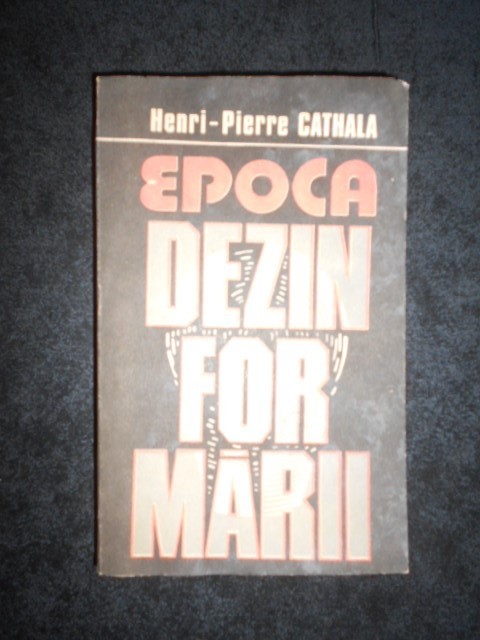 Henri-Pierre CATHALA
EPOCA
DEZIN
FOR
MĂRII